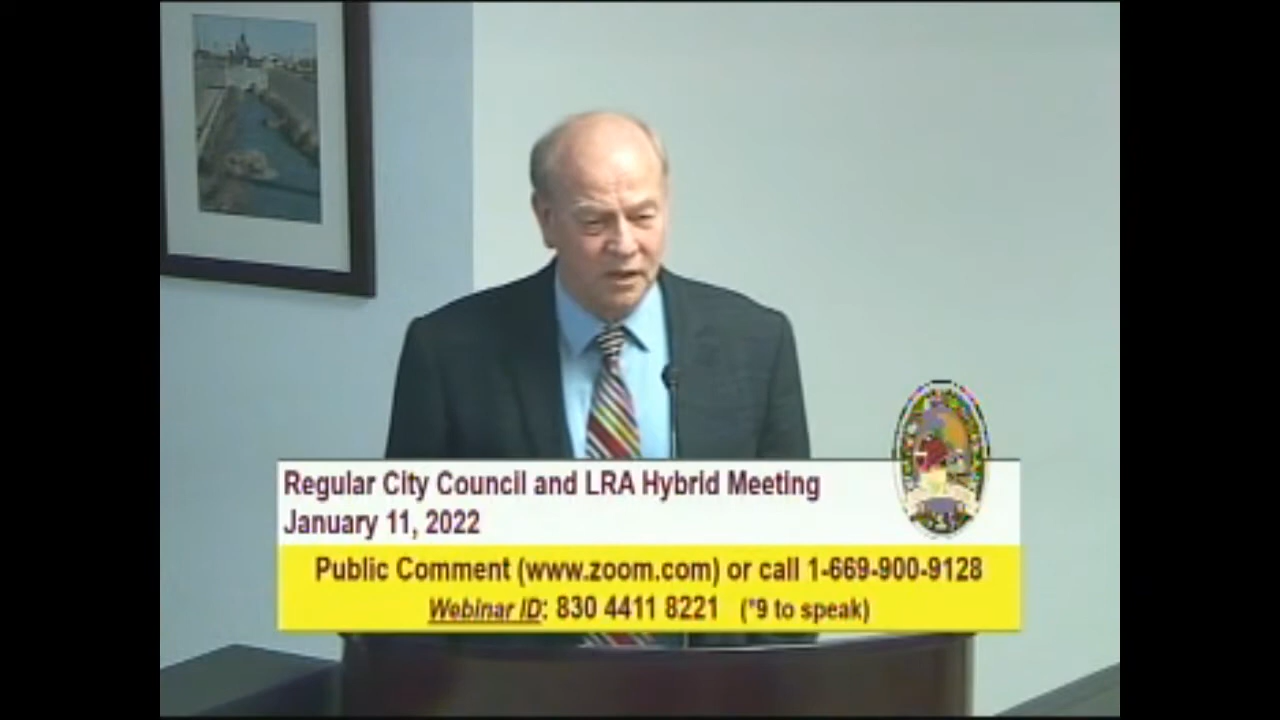 Regular City Council and LRA Hybrid Meeting
January 11, 2022
Public Comment (www.zoom.com) or call 1-669-900-9128
Webinar ID: 830 4411 8221 (*9 to speak)